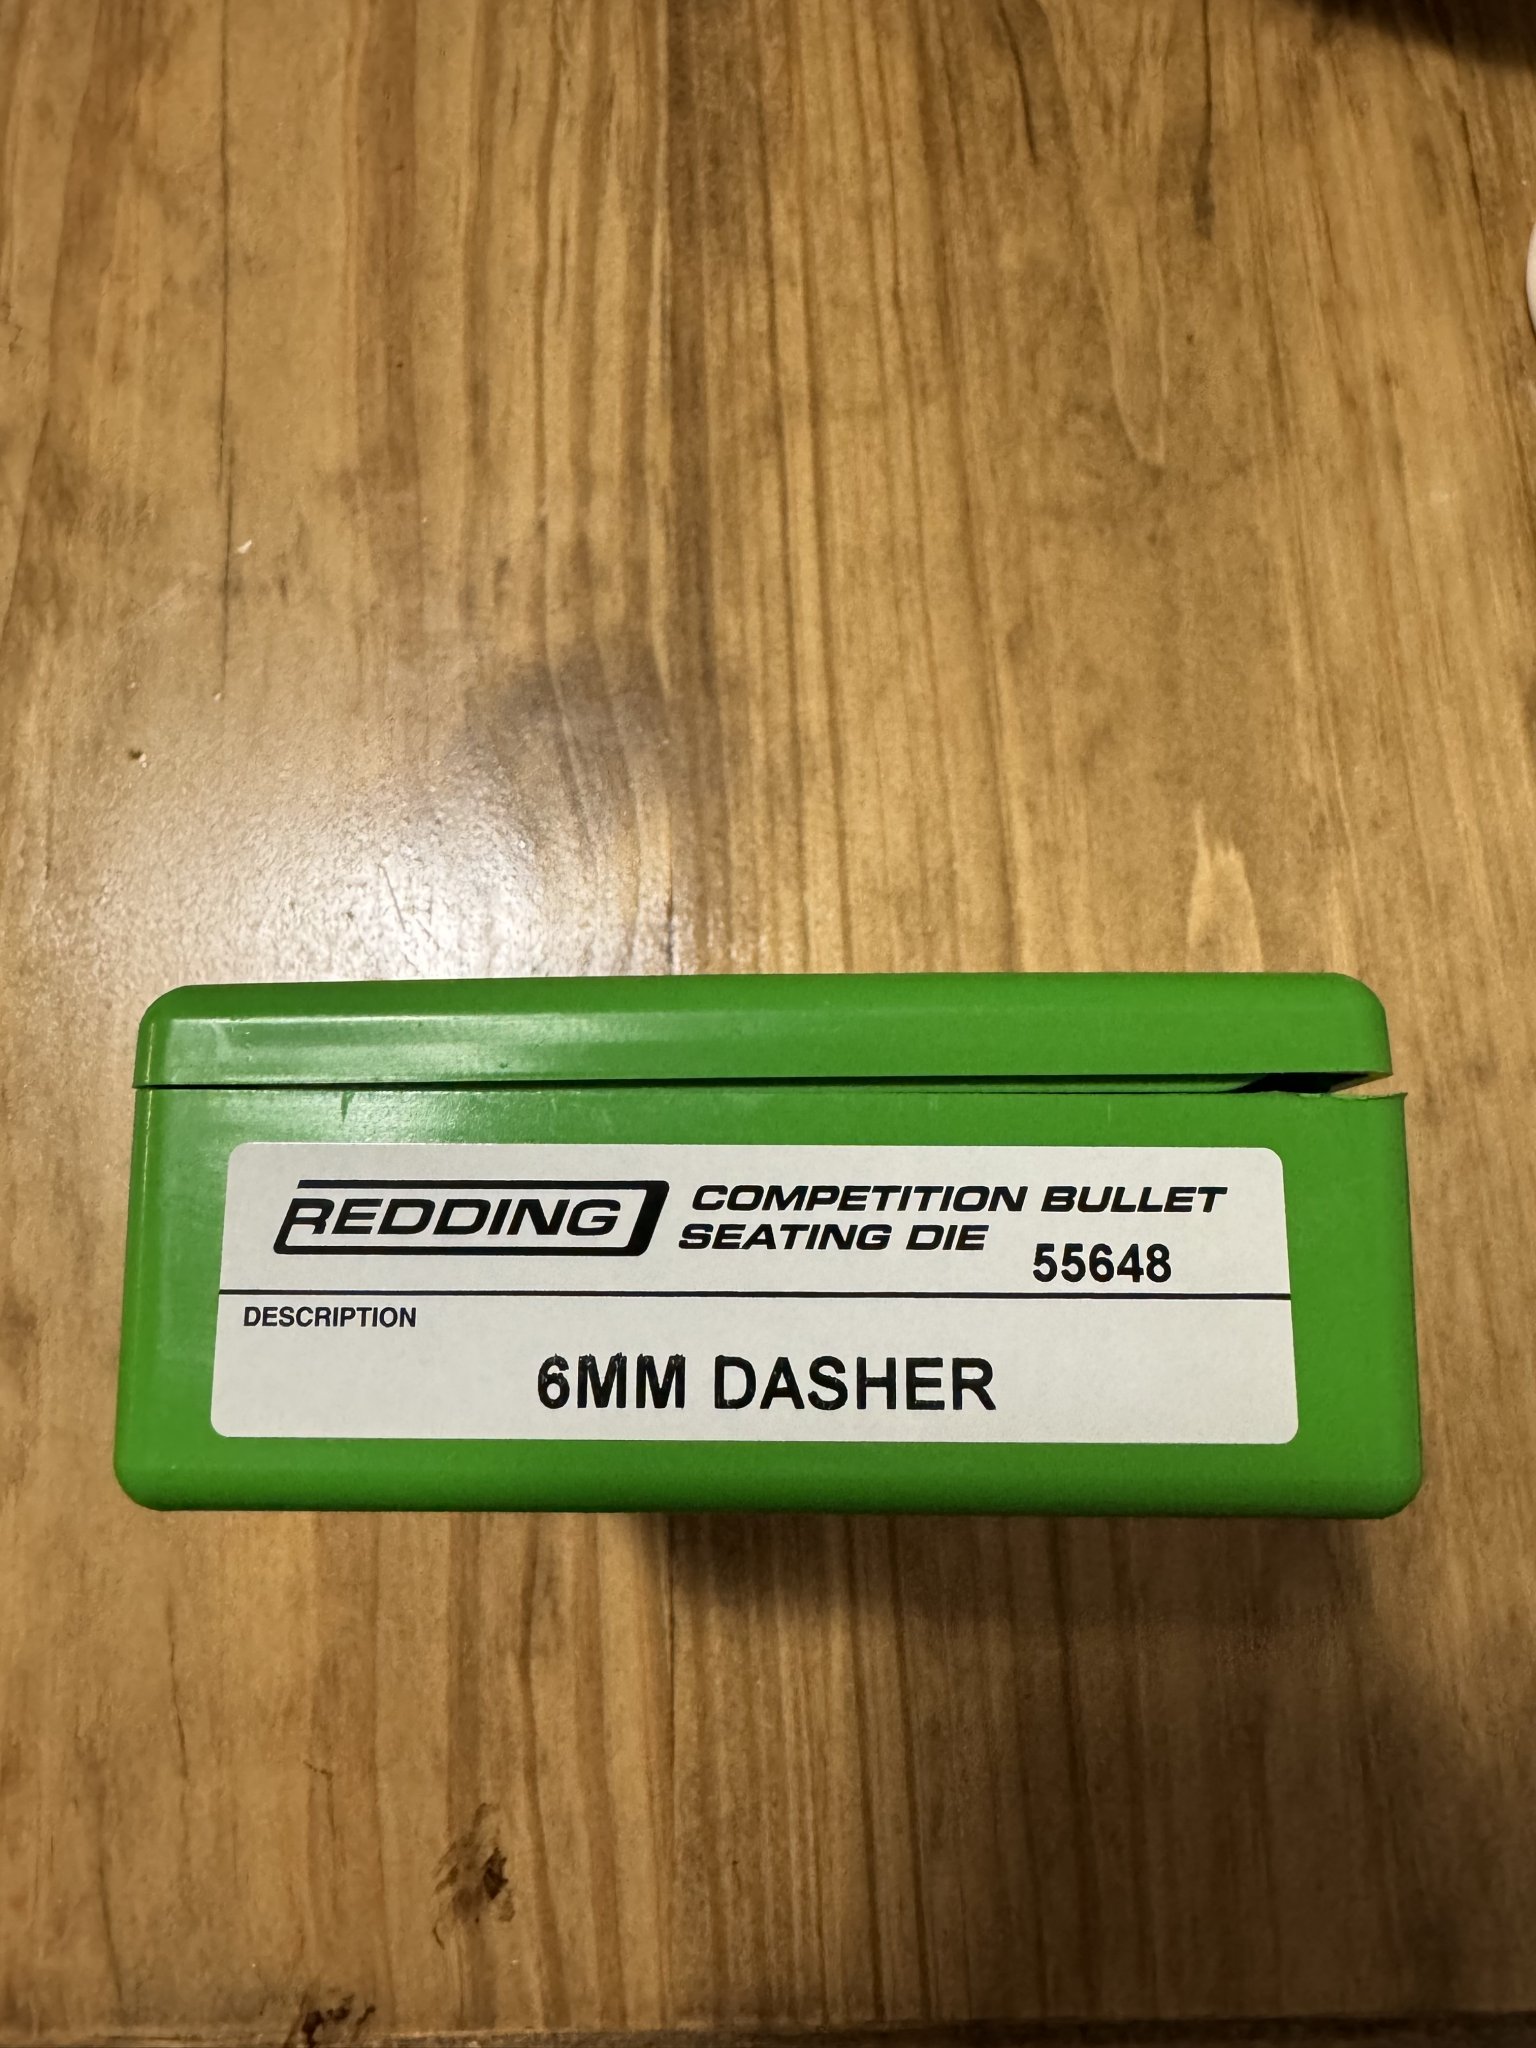 REDDING
COMPETITION BULLET
SEATING DIE
55648
DESCRIPTION
6MM DASHER